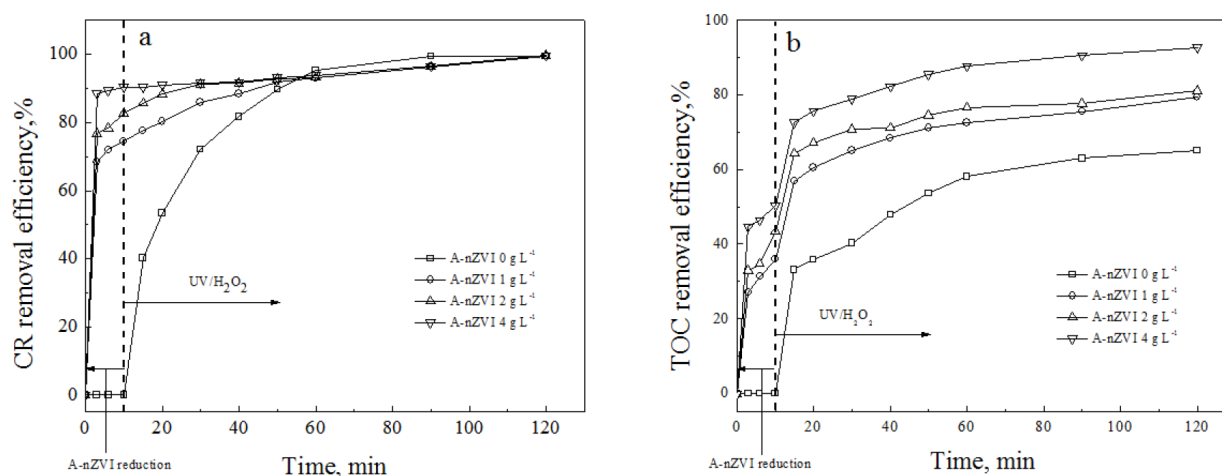 a
CR removal efficiency,%
100
80
60
40
20
0
A-nZVI 0 g L⁻¹
A-nZVI 1 g L⁻¹
A-nZVI 2 g L⁻¹
A-nZVI 4 g L⁻¹
UV/H₂O₂
0 20 40 60 80 100 120
A-nZVI reduction
Time, min
b
TOC removal efficiency,%
100
80
60
40
20
0
A-nZVI 0 g L⁻¹
A-nZVI 1 g L⁻¹
A-nZVI 2 g L⁻¹
A-nZVI 4 g L⁻¹
UV/H₂O₂
0 20 40 60 80 100 120
A-nZVI reduction
Time, min